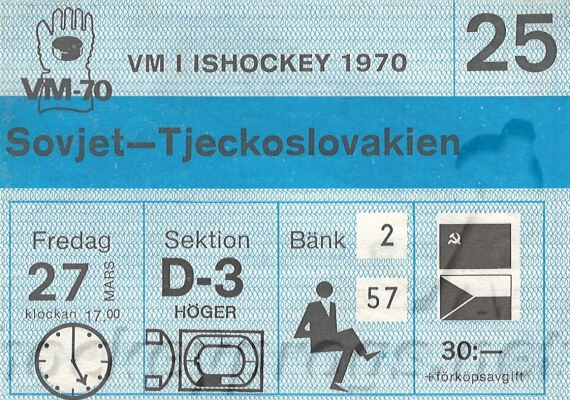 VM-70
VM I ISHOCKEY 1970
25
Sovjet–Tjeckoslovakien
Fredag
27 MARS
klockan 17.00
Sektion
D-3
HÖGER
Bänk 2
57
30:—
+förköpsavgift